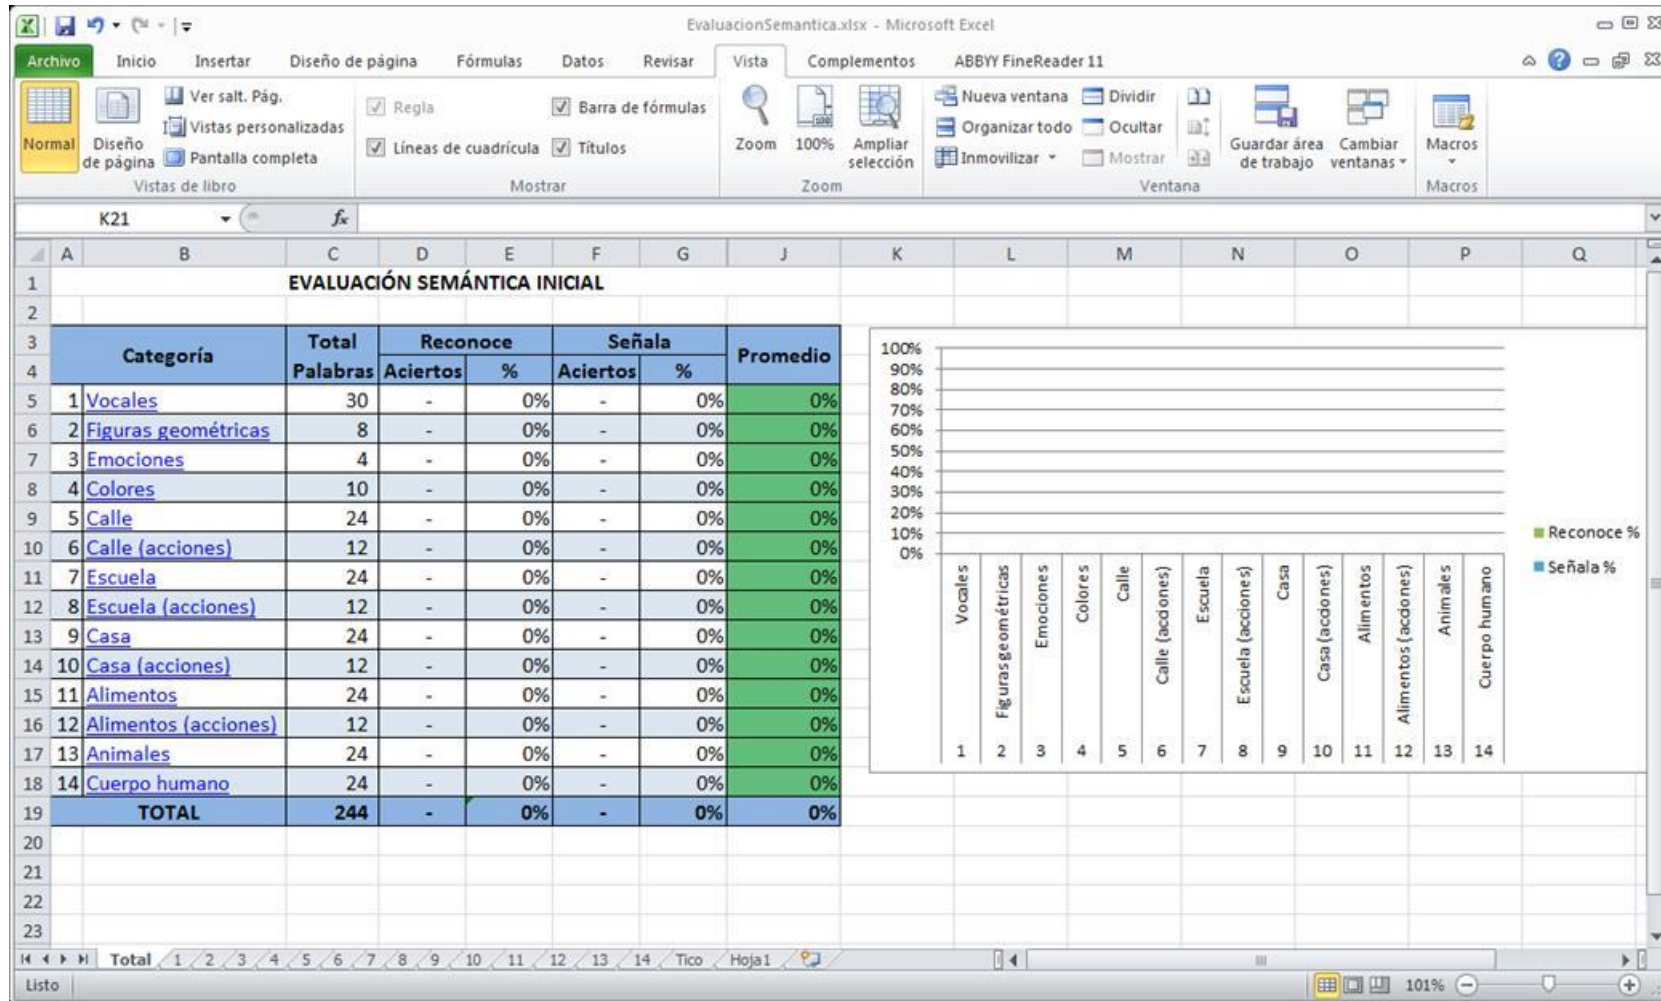 EvaluacionSemantica.xlsx - Microsoft Excel
Archivo Inicio Insertar Diseño de página Fórmulas Datos Revisar Vista Complementos ABBYY FineReader 11
Normal
Diseño de página
Ver salt. Pág.
Vistas personalizadas
Pantalla completa
Vistas de libro
Regla
Barra de fórmulas
Líneas de cuadrícula
Títulos
Mostrar
Zoom
100%
Ampliar selección
Zoom
Nueva ventana
Organizar todo
Inmovilizar
Dividir
Ocultar
Mostrar
Guardar área de trabajo
Cambiar ventanas
Ventana
Macros
Macros
K21 fx
A B C D E F G J K L M N O P Q
1 EVALUACIÓN SEMÁNTICA INICIAL
2
3 Categoría Total Reconoce Señala Promedio
4 Palabras Aciertos % Aciertos %
5 1 Vocales 30 - 0% - 0% 0%
6 2 Figuras geométricas 8 - 0% - 0% 0%
7 3 Emociones 4 - 0% - 0% 0%
8 4 Colores 10 - 0% - 0% 0%
9 5 Calle 24 - 0% - 0% 0%
10 6 Calle (acciones) 12 - 0% - 0% 0%
11 7 Escuela 24 - 0% - 0% 0%
12 8 Escuela (acciones) 12 - 0% - 0% 0%
13 9 Casa 24 - 0% - 0% 0%
14 10 Casa (acciones) 12 - 0% - 0% 0%
15 11 Alimentos 24 - 0% - 0% 0%
16 12 Alimentos (acciones) 12 - 0% - 0% 0%
17 13 Animales 24 - 0% - 0% 0%
18 14 Cuerpo humano 24 - 0% - 0% 0%
19 TOTAL 244 - 0% - 0% 0%
20
21
22
23
100%
90%
80%
70%
60%
50%
40%
30%
20%
10%
0%
Vocales
Figuras geométricas
Emociones
Colores
Calle
Calle (acciones)
Escuela
Escuela (acciones)
Casa
Casa (acciones)
Alimentos
Alimentos (acciones)
Animales
Cuerpo humano
1 2 3 4 5 6 7 8 9 10 11 12 13 14
Reconoce %
Señala %
Total 1 2 3 4 5 6 7 8 9 10 11 12 13 14 Tico Hoja1
Listo 101%